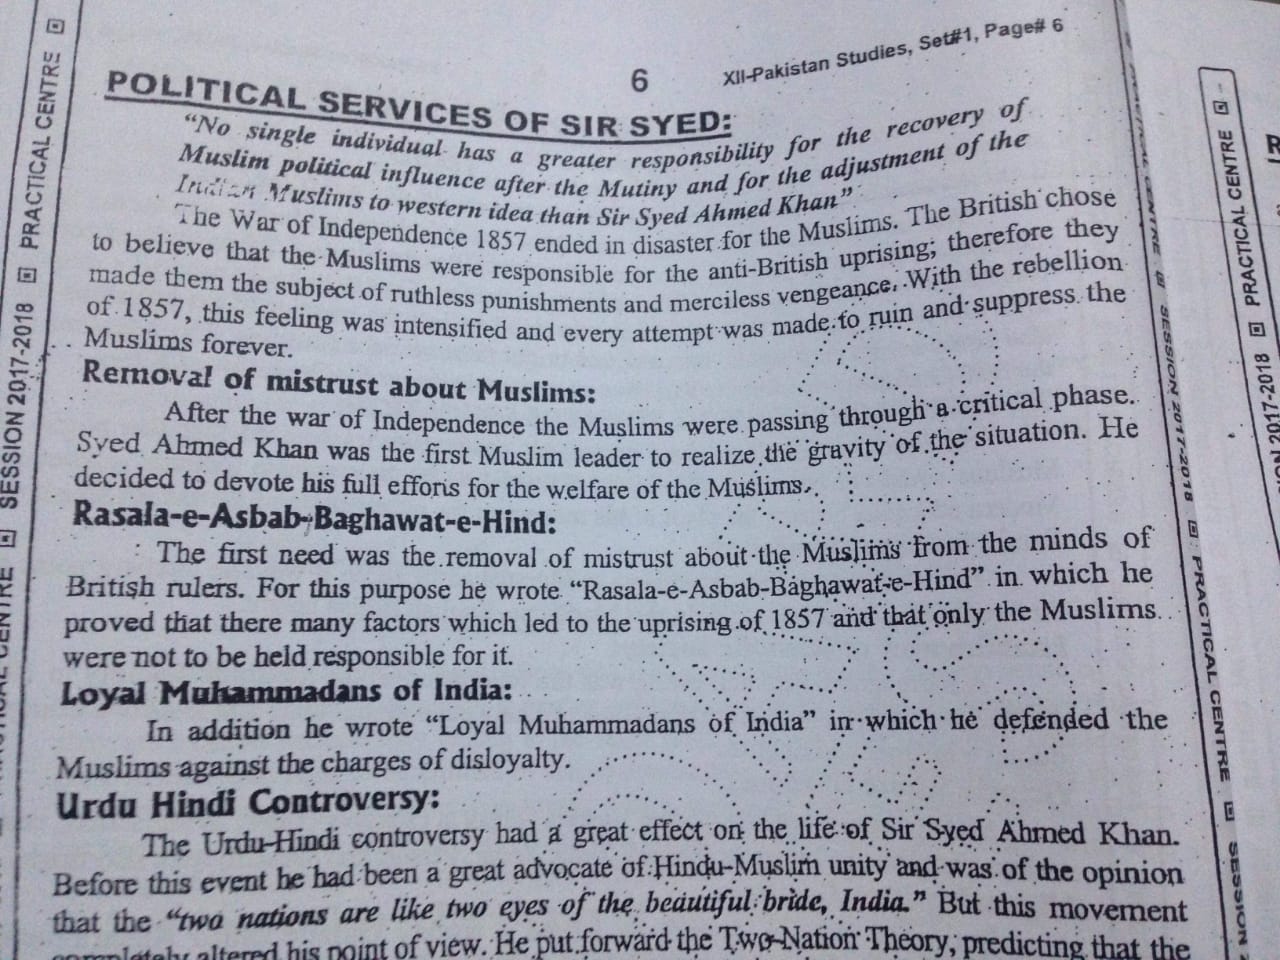 6
XII-Pakistan Studies, Set#1, Page# 6
POLITICAL SERVICES OF SIR SYED:
"No single individual has a greater responsibility for the recovery of
Muslim political influence after the Mutiny and for the adjustment of the
Indian Muslims to western idea than Sir Syed Ahmed Khan"
The War of Independence 1857 ended in disaster for the Muslims. The British chose
to believe that the Muslims were responsible for the anti-British uprising; therefore they
made them the subject of ruthless punishments and merciless vengeance. With the rebellion
of 1857, this feeling was intensified and every attempt was made to ruin and suppress the
Muslims forever.
Removal of mistrust about Muslims:
After the war of Independence the Muslims were passing through a critical phase.
Syed Ahmed Khan was the first Muslim leader to realize the gravity of the situation. He
decided to devote his full efforts for the welfare of the Muslims.
Rasala-e-Asbab-Baghawat-e-Hind:
The first need was the removal of mistrust about the Muslims from the minds of
British rulers. For this purpose he wrote "Rasala-e-Asbab-Baghawat-e-Hind" in which he
proved that there many factors which led to the uprising of 1857 and that only the Muslims
were not to be held responsible for it.
Loyal Muhammadans of India:
In addition he wrote "Loyal Muhammadans of India" in which he defended the
Muslims against the charges of disloyalty.
Urdu Hindi Controversy:
The Urdu-Hindi controversy had a great effect on the life of Sir Syed Ahmed Khan.
Before this event he had been a great advocate of Hindu-Muslim unity and was of the opinion
that the "two nations are like two eyes of the beautiful bride, India." But this movement
completely altered his point of view. He put forward the Two-Nation Theory, predicting that the
SESSION 2017-2018 PRACTICAL CENTRE
PRACTICAL CENTRE SESSION 2017-2018 PRACTICAL CENTRE SESSION
PRACTICAL CENTRE
2017-2018